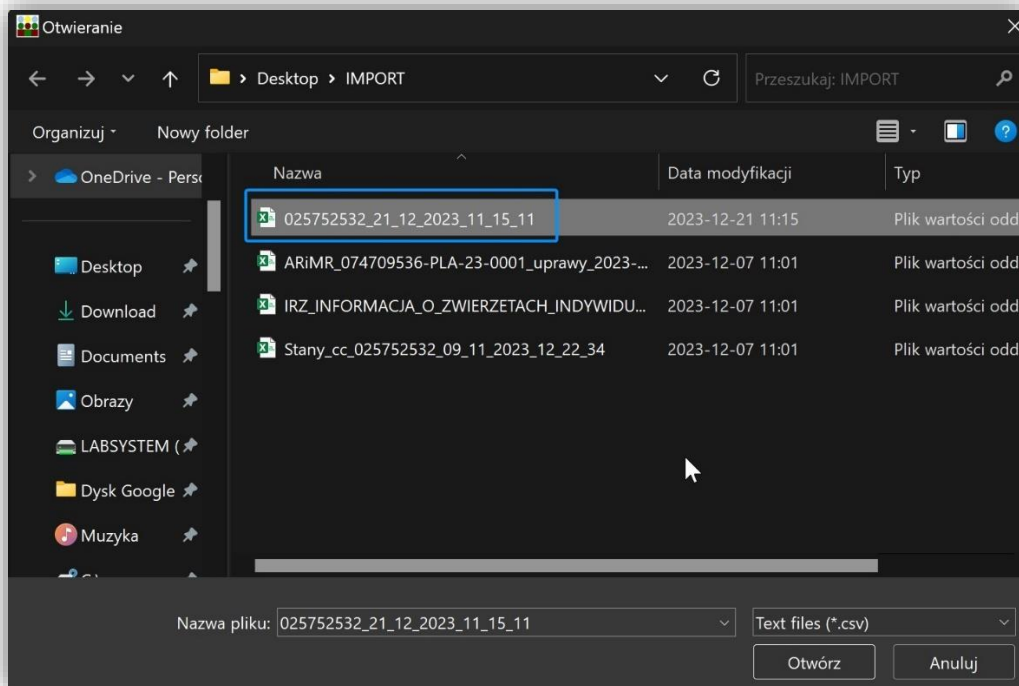 Otwieranie
Desktop > IMPORT
Przeszukaj: IMPORT
Organizuj
Nowy folder
OneDrive - Perso
Nazwa
Data modyfikacji
Typ
025752532_21_12_2023_11_15_11
2023-12-21 11:15
Plik wartości odd
Desktop
ARiMR_074709536-PLA-23-0001_uprawy_2023-...
2023-12-07 11:01
Plik wartości odd
Download
IRZ_INFORMACJA_O_ZWIERZETACH_INDYWIDU...
2023-12-07 11:01
Plik wartości odd
Documents
Stany_cc_025752532_09_11_2023_12_22_34
2023-12-07 11:01
Plik wartości odd
Obrazy
LABSYSTEM (
Dysk Google
Muzyka
Nazwa pliku:
025752532_21_12_2023_11_15_11
Text files (*.csv)
Otwórz
Anuluj